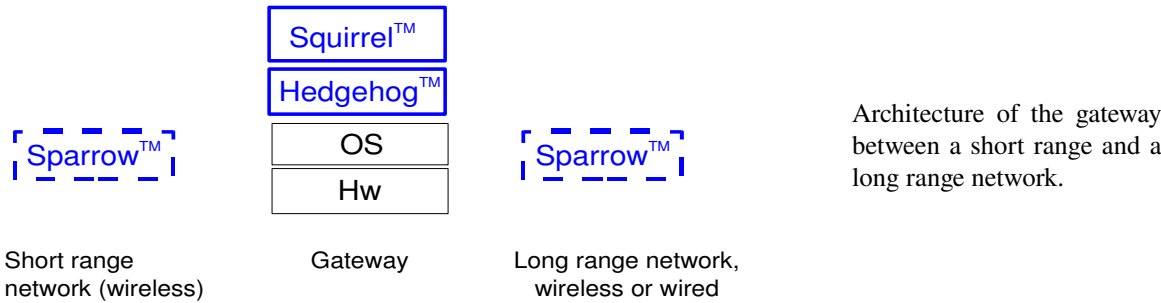 Squirrel™
Hedgehog™
Sparrow™
OS
Sparrow™
Hw
Architecture of the gateway
between a short range and a
long range network.
Short range
network (wireless)
Gateway
Long range network,
wireless or wired